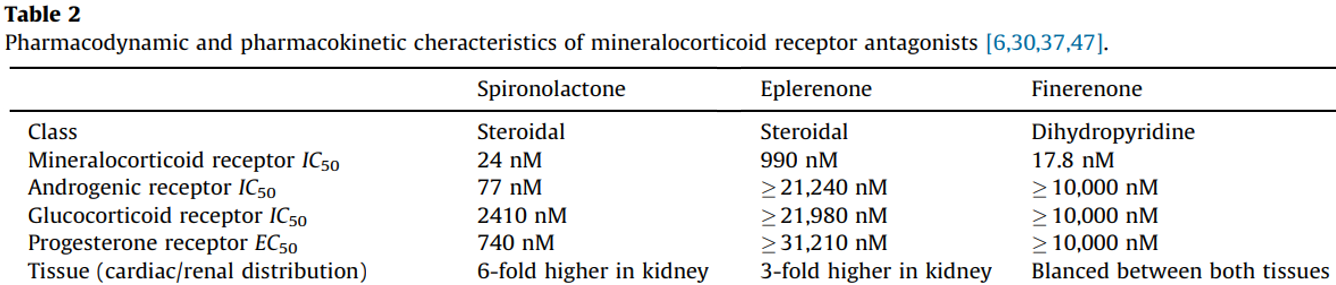 Table 2
Pharmacodynamic and pharmacokinetic cheracteristics of mineralocorticoid receptor antagonists [6,30,37,47].
Spironolactone Eplerenone Finerenone
Class Steroidal Steroidal Dihydropyridine
Mineralocorticoid receptor IC50 24 nM 990 nM 17.8 nM
Androgenic receptor IC50 77 nM ≥21,240 nM ≥10,000 nM
Glucocorticoid receptor IC50 2410 nM ≥21,980 nM ≥10,000 nM
Progesterone receptor EC50 740 nM ≥31,210 nM ≥10,000 nM
Tissue (cardiac/renal distribution) 6-fold higher in kidney 3-fold higher in kidney Blanced between both tissues